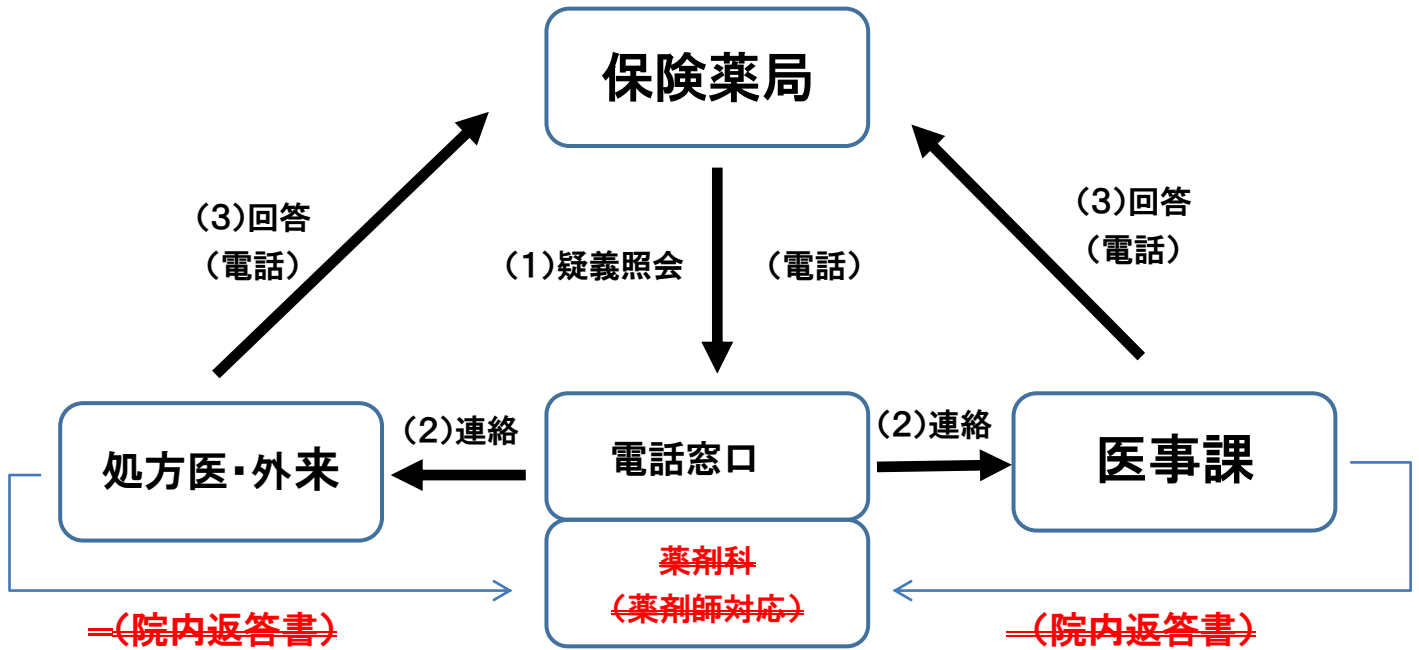 保険薬局
(3)回答
(電話)
(1)疑義照会 (電話)
(3)回答
(電話)
処方医・外来
(2)連絡
電話窓口
(2)連絡
医事課
薬剤科
(薬剤師対応)
(院内返答書)
(院内返答書)